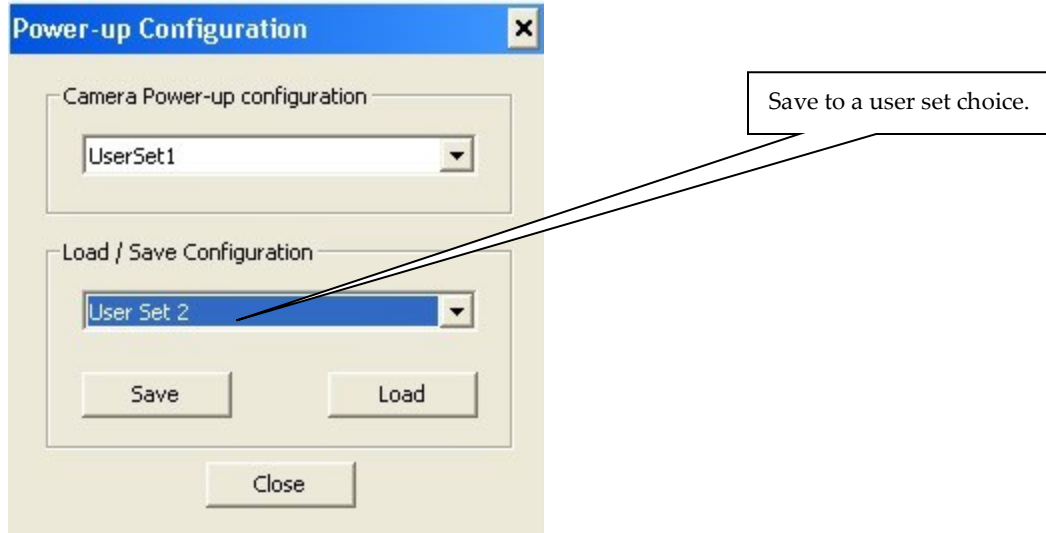 Power-up Configuration
Camera Power-up configuration
UserSet1
Load / Save Configuration
User Set 2
Save
Load
Close
Save to a user set choice.